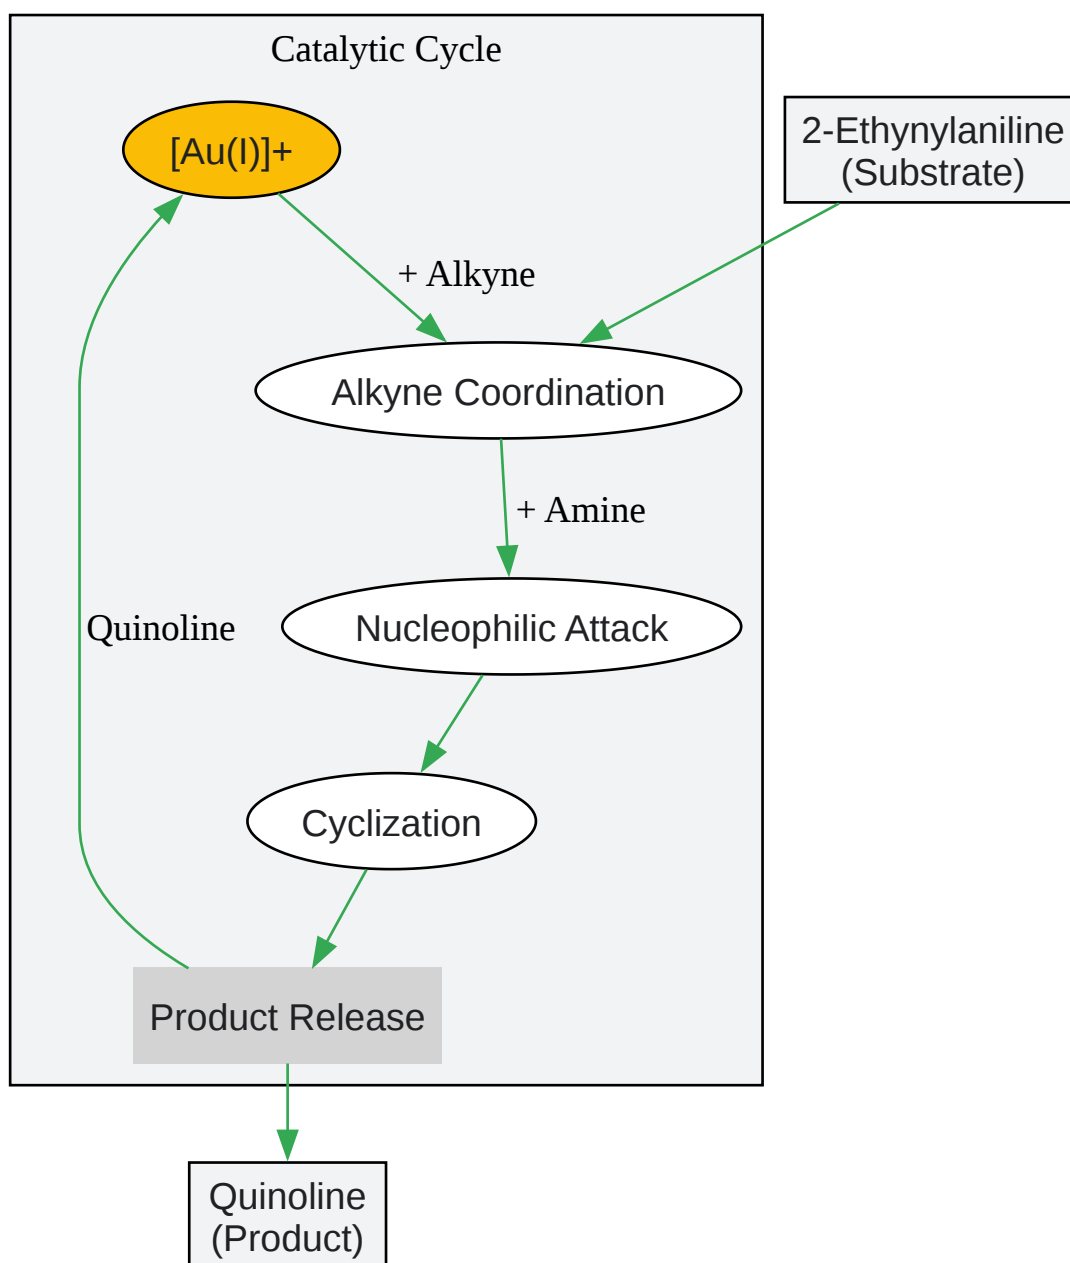 Catalytic Cycle
[Au(I)]+
2-Ethynylaniline
(Substrate)
+ Alkyne
Alkyne Coordination
+ Amine
Quinoline
Nucleophilic Attack
Cyclization
Product Release
Quinoline
(Product)